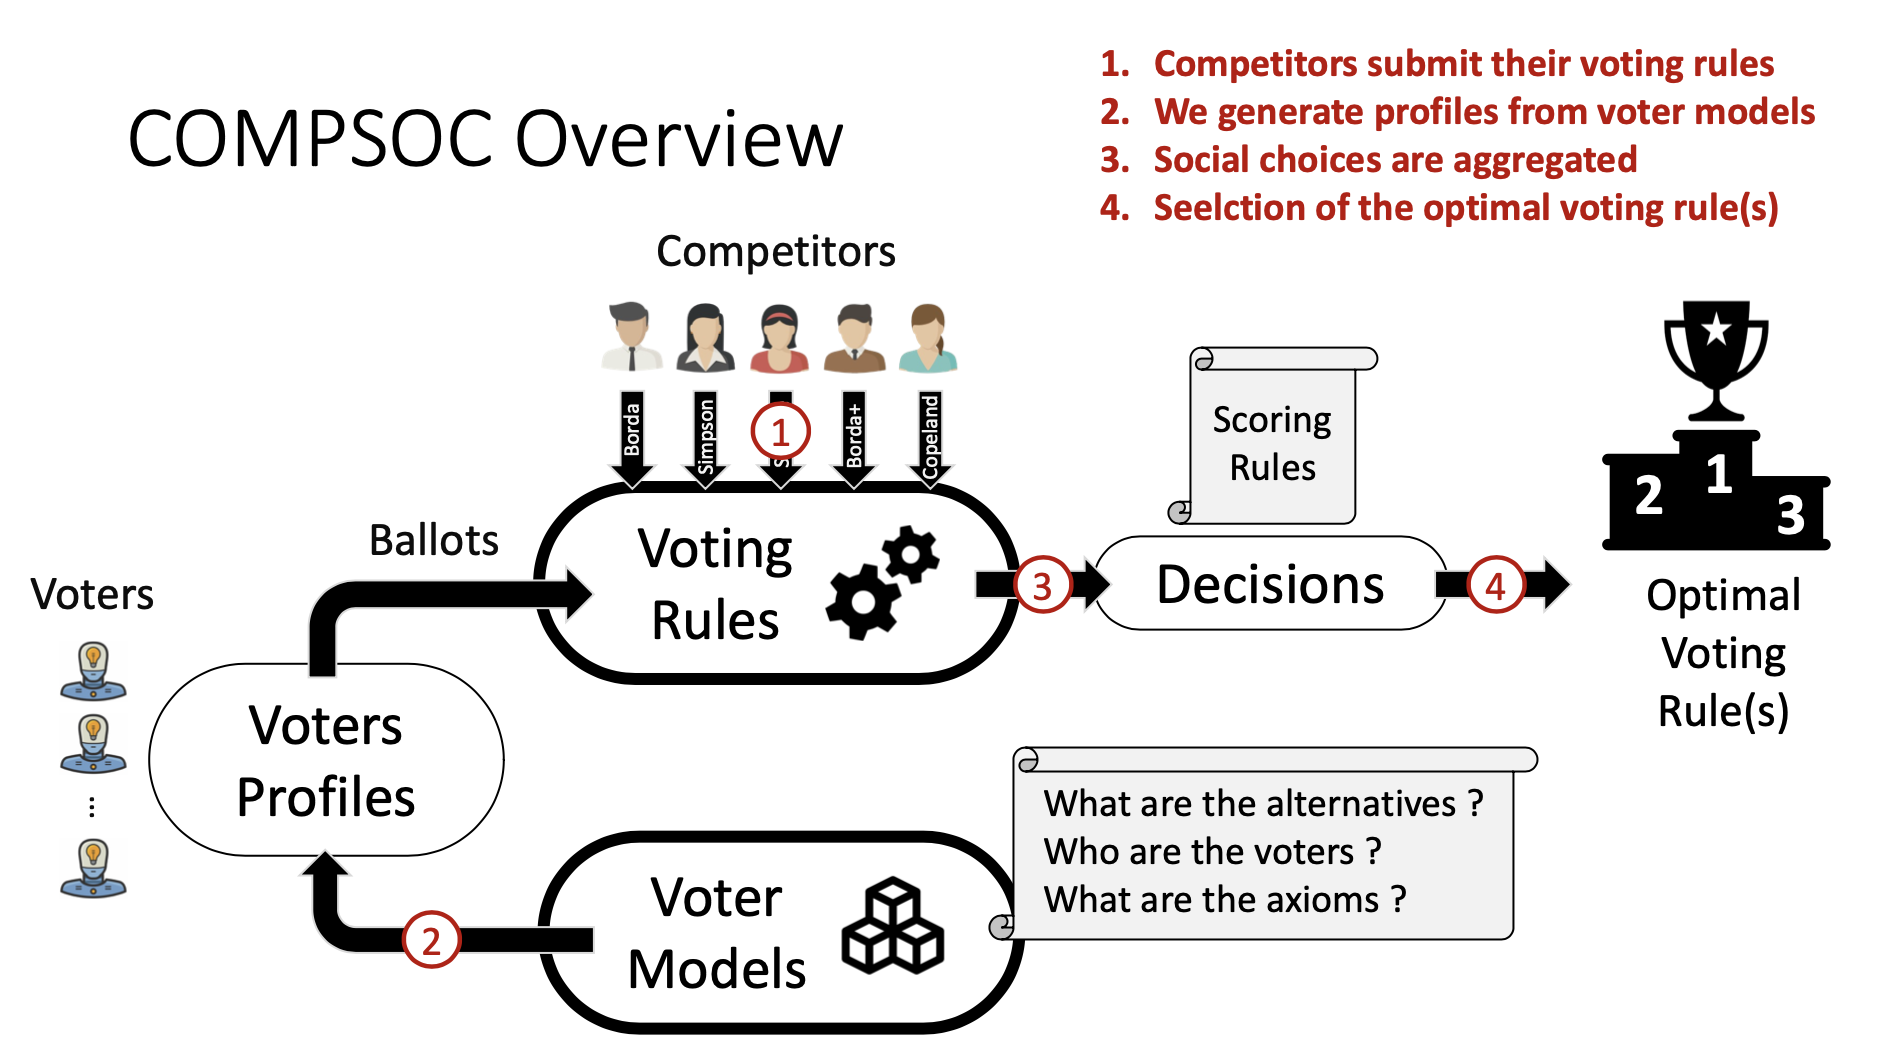 COMPSOC Overview
1. Competitors submit their voting rules
2. We generate profiles from voter models
3. Social choices are aggregated
4. Seelction of the optimal voting rule(s)
Competitors
Borda
Simpson
1
Borda+
Copeland
Scoring
Rules
1
2
3
Ballots
Voting
Rules
3
Decisions
4
Optimal
Voting
Rule(s)
Voters
Voters
Profiles
...
2
Voter
Models
What are the alternatives ?
Who are the voters ?
What are the axioms ?